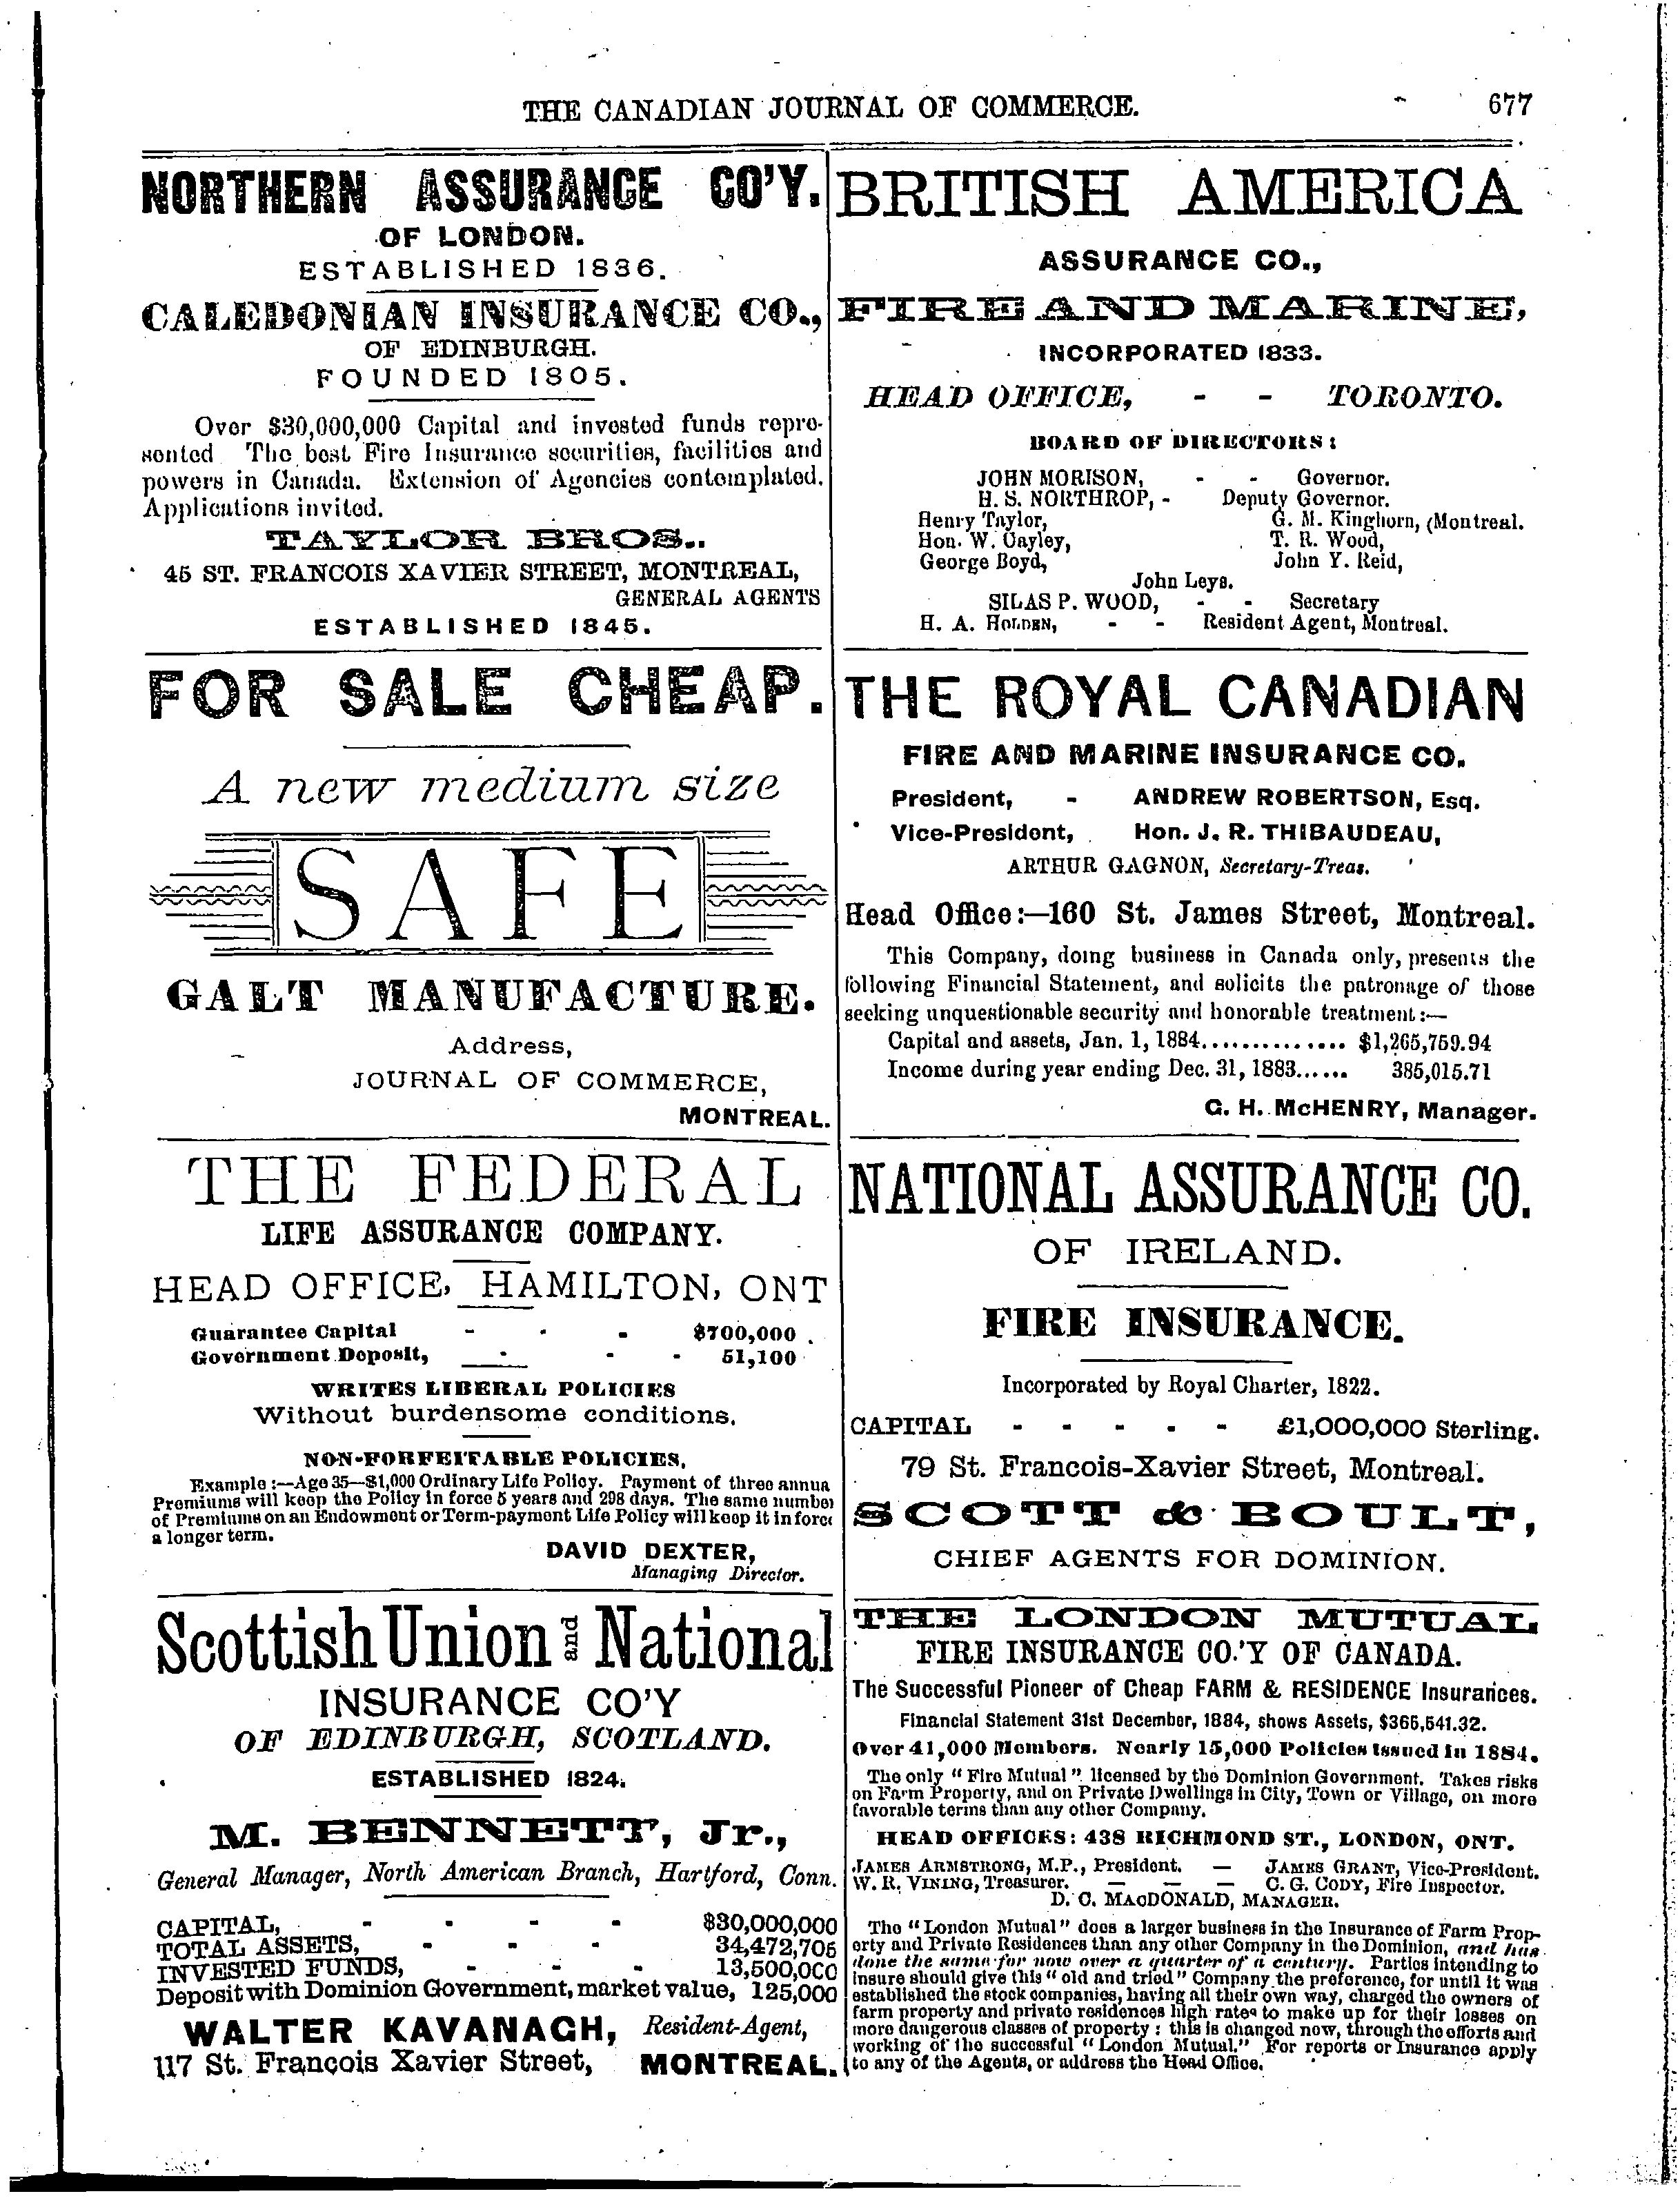 THE CANADIAN JOURNAL OF COMMERCE. 677
NORTHERN ASSURANCE CO'Y.
OF LONDON.
ESTABLISHED 1836.
CALEDONIAN INSURANCE CO.,
OF EDINBURGH.
FOUNDED 1805.
Over $30,000,000 Capital and invested funds repre-
sented The best Fire Insurance securities, facilities and
powers in Canada. Extension of Agencies contemplated.
Applications invited.
TAYLOR BROS.
45 ST. FRANCOIS XAVIER STREET, MONTREAL,
GENERAL AGENTS
ESTABLISHED 1845.
FOR SALE CHEAP.
A new medium size
SAFE
GALT MANUFACTURE.
Address,
JOURNAL OF COMMERCE,
MONTREAL.
THE FEDERAL
LIFE ASSURANCE COMPANY.
HEAD OFFICE, HAMILTON, ONT
Guarantee Capital - - - $700,000
Government Deposit, - - - 51,100
WRITES LIBERAL POLICIES
Without burdensome conditions.
NON-FORFEITABLE POLICIES.
Example :—Age 35—$1,000 Ordinary Life Policy. Payment of three annua
Premiums will keep the Policy in force 5 years and 298 days. The same number
of Premiums on an Endowment or Term-payment Life Policy will keep it in force
a longer term.
DAVID DEXTER,
Managing Director.
Scottish Union and National
INSURANCE CO'Y
OF EDINBURGH, SCOTLAND.
ESTABLISHED 1824.
M. BENNETT, Jr.,
General Manager, North American Branch, Hartford, Conn.
CAPITAL, - - - - $30,000,000
TOTAL ASSETS, - - - 34,472,705
INVESTED FUNDS, - - - 13,500,000
Deposit with Dominion Government, market value, 125,000
WALTER KAVANAGH, Resident-Agent,
117 St. François Xavier Street, MONTREAL.
BRITISH AMERICA
ASSURANCE CO.,
FIRE AND MARINE,
INCORPORATED 1833.
HEAD OFFICE, - - TORONTO.
BOARD OF DIRECTORS:
JOHN MORISON, - - Governor.
H. S. NORTHROP, - Deputy Governor.
Henry Taylor, G. M. Kinghorn, (Montreal.
Hon. W. Cayley, T. R. Wood,
George Boyd, John Y. Reid,
John Leys.
SILAS P. WOOD, - - Secretary
H. A. HOLDEN, - - Resident Agent, Montreal.
THE ROYAL CANADIAN
FIRE AND MARINE INSURANCE CO.
President, - ANDREW ROBERTSON, Esq.
Vice-President, Hon. J. R. THIBAUDEAU,
ARTHUR GAGNON, Secretary-Treas.
Head Office:—160 St. James Street, Montreal.
This Company, doing business in Canada only, presents the
following Financial Statement, and solicits the patronage of those
seeking unquestionable security and honorable treatment:—
Capital and assets, Jan. 1, 1884.............. $1,265,759.94
Income during year ending Dec. 31, 1883...... 385,015.71
G. H. McHENRY, Manager.
NATIONAL ASSURANCE CO.
OF IRELAND.
FIRE INSURANCE.
Incorporated by Royal Charter, 1822.
CAPITAL - - - - - £1,000,000 Sterling.
79 St. Francois-Xavier Street, Montreal.
SCOTT & BOULT,
CHIEF AGENTS FOR DOMINION.
THE LONDON MUTUAL
FIRE INSURANCE CO.'Y OF CANADA.
The Successful Pioneer of Cheap FARM & RESIDENCE Insurances.
Financial Statement 31st December, 1884, shows Assets, $365,541.32.
Over 41,000 Members. Nearly 15,000 Policies Issued in 1884.
The only "Fire Mutual" licensed by the Dominion Government. Takes risks
on Farm Property, and on Private Dwellings in City, Town or Village, on more
favorable terms than any other Company.
HEAD OFFICES: 438 RICHMOND ST., LONDON, ONT.
JAMES ARMSTRONG, M.P., President. — JAMES GRANT, Vice-President.
W. R. VINING, Treasurer. — — — C. G. CODY, Fire Inspector.
D. C. MACDONALD, MANAGER.
The "London Mutual" does a larger business in the Insurance of Farm Prop-
erty and Private Residences than any other Company in the Dominion, and has
done the same for now over a quarter of a century. Parties intending to
insure should give this "old and tried" Company the preference, for until it was
established the stock companies, having all their own way, charged the owners of
farm property and private residences high rates to make up for their losses on
more dangerous classes of property: this is changed now, through the efforts and
working of the successful "London Mutual." For reports or Insurance apply
to any of the Agents, or address the Head Office.